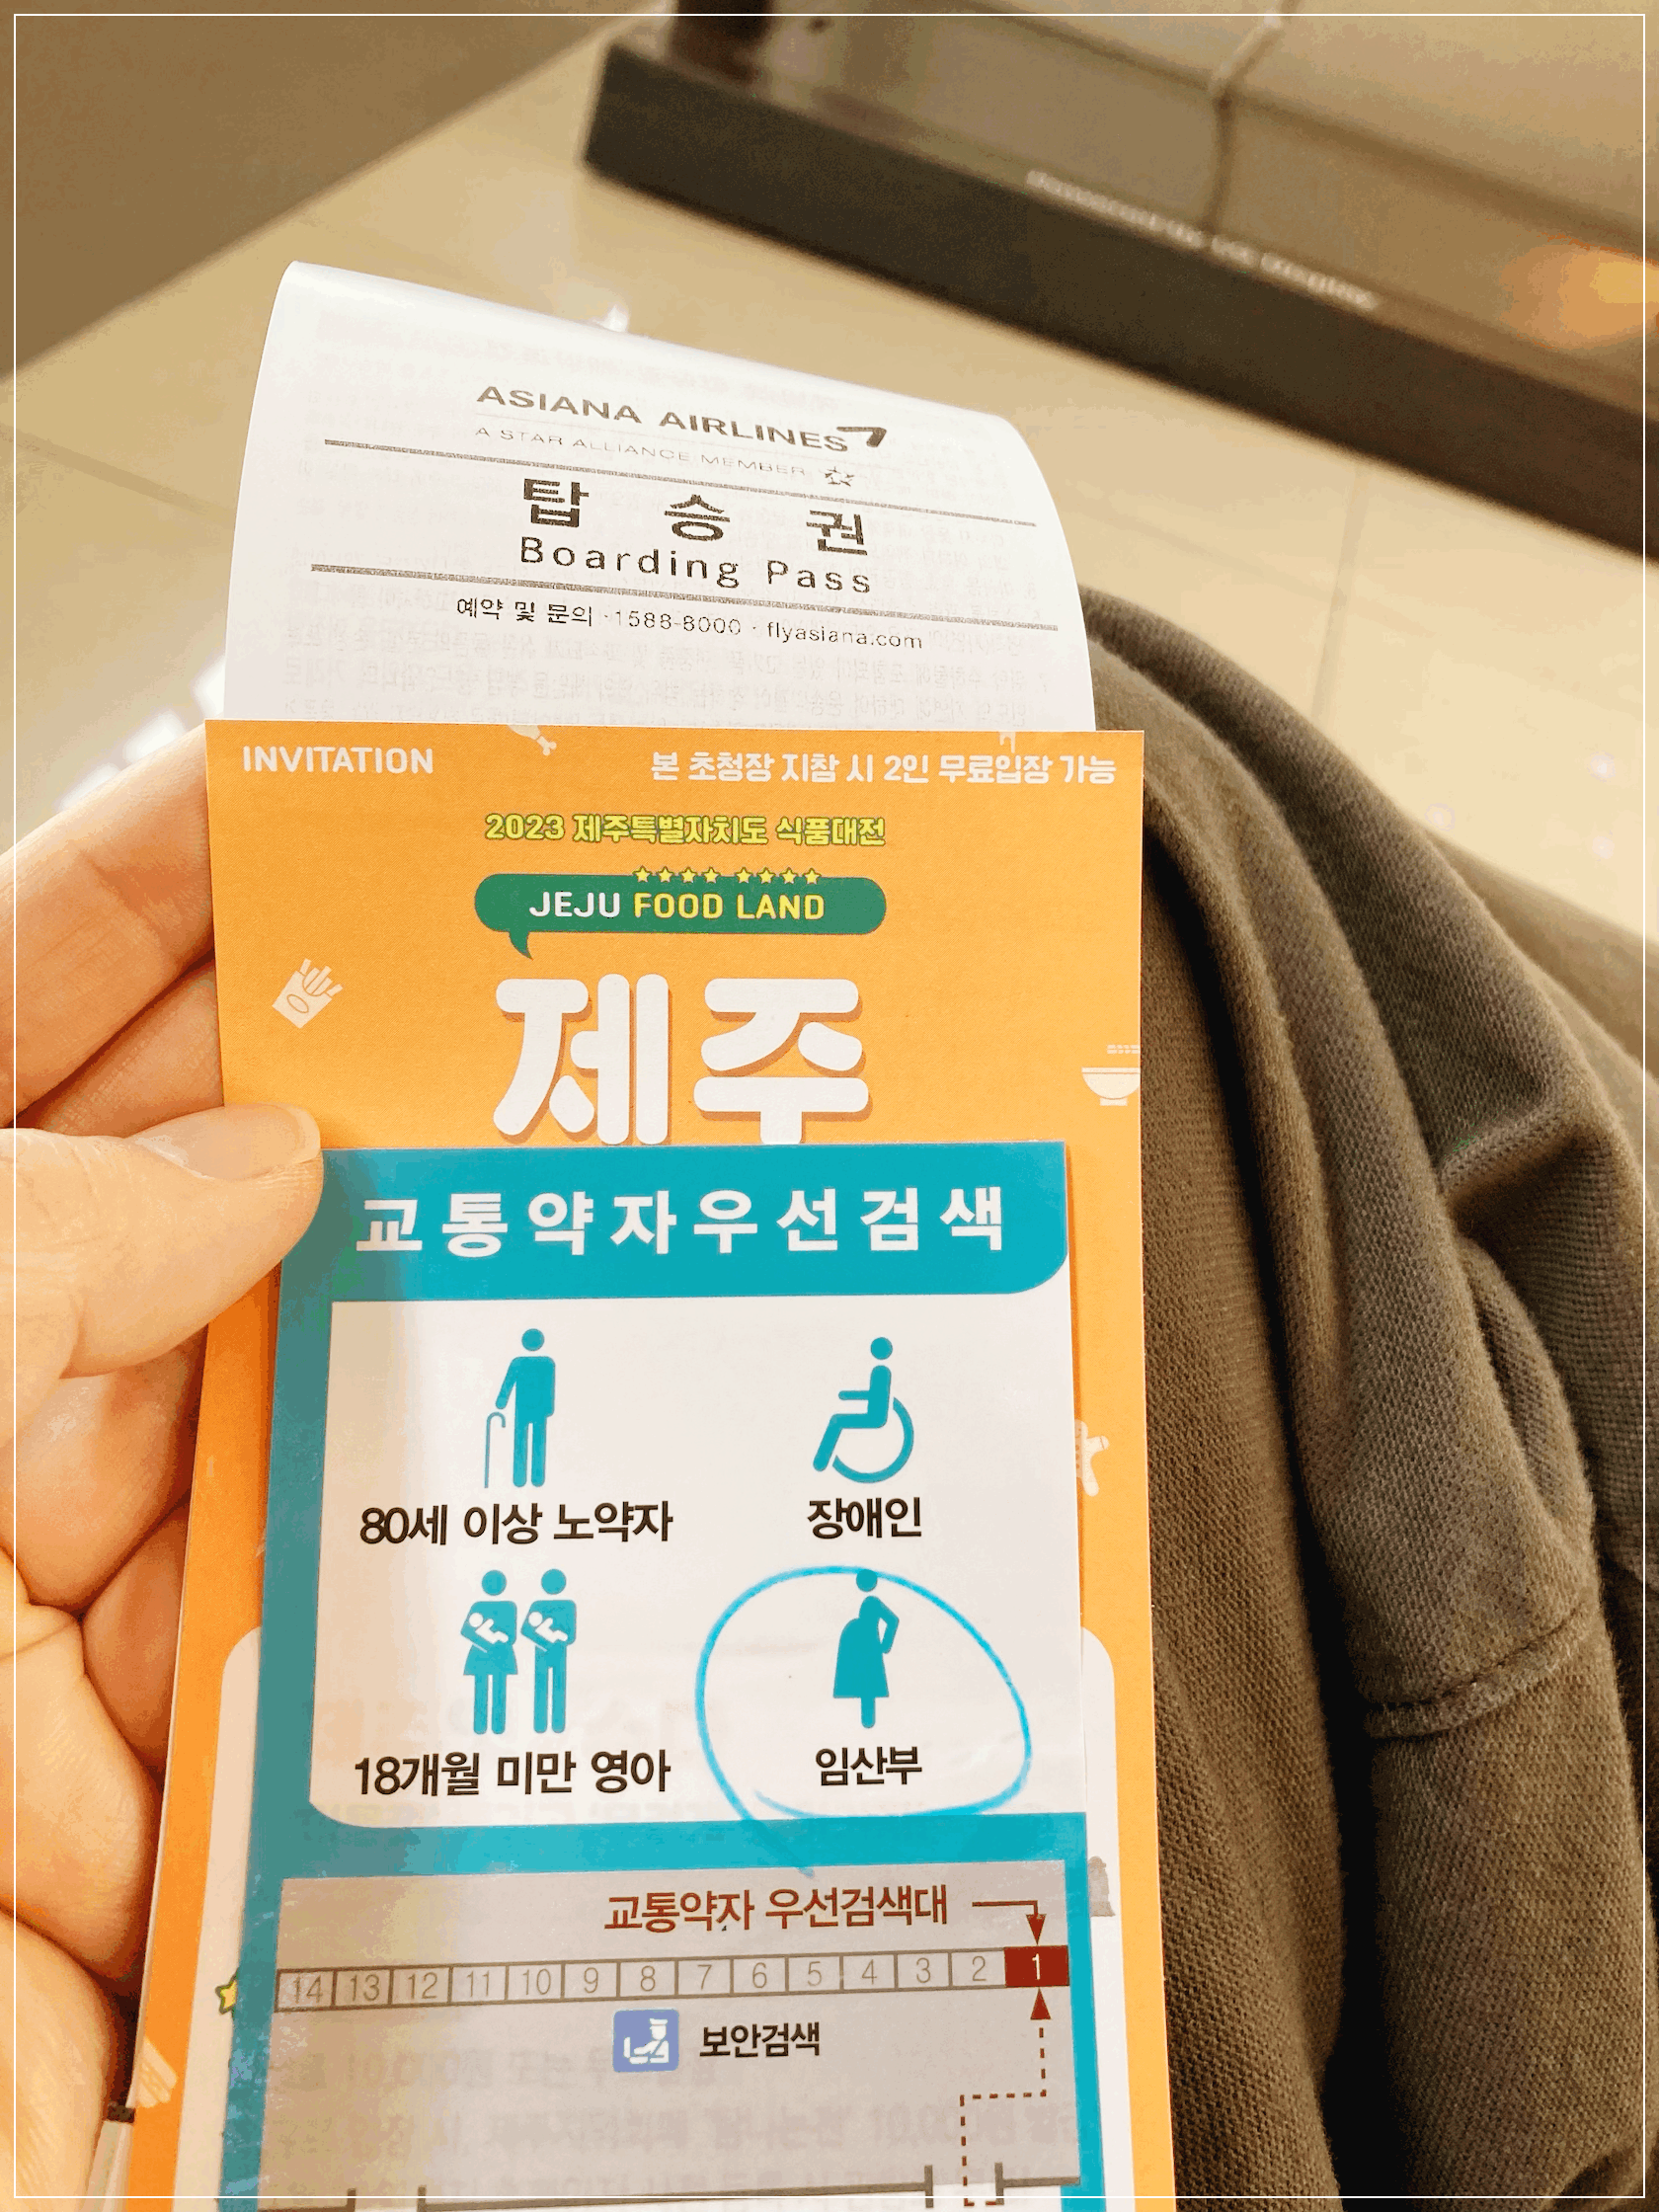 ASIANA AIRLINES
A STAR ALLIANCE MEMBER
탑 승 권
Boarding Pass
예약 및 문의 · 1588-8000 · flyasiana.com
INVITATION
본 초청장 지참 시 2인 무료입장 가능
2023 제주특별자치도 식품대전
JEJU FOOD LAND
제주
교통약자우선검색
80세 이상 노약자
장애인
18개월 미만 영아
임산부
교통약자 우선검색대
14 13 12 11 10 9 8 7 6 5 4 3 2 1
보안검색